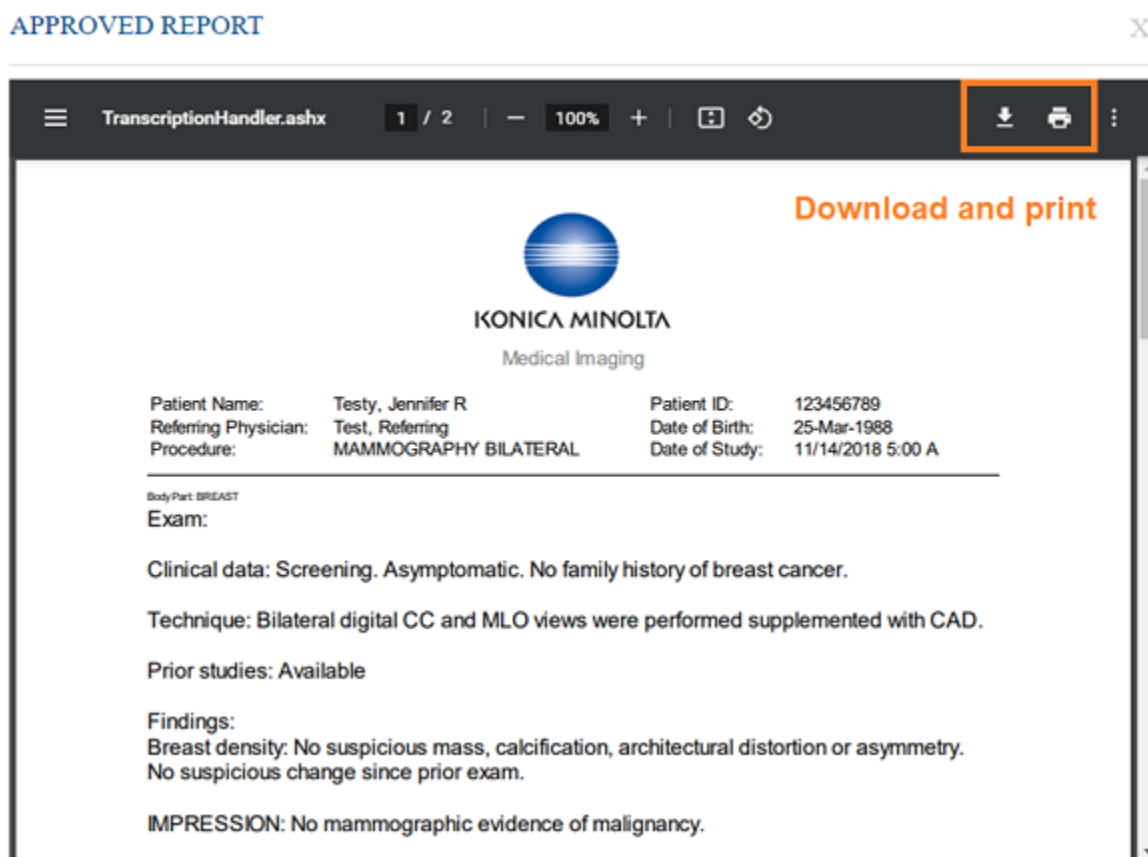 APPROVED REPORT X
TranscriptionHandler.ashx 1 / 2 | — 100% + |
Download and print
KONICA MINOLTA
Medical Imaging
Patient Name: Testy, Jennifer R Patient ID: 123456789
Referring Physician: Test, Referring Date of Birth: 25-Mar-1988
Procedure: MAMMOGRAPHY BILATERAL Date of Study: 11/14/2018 5:00 A
BodyPart: BREAST
Exam:
Clinical data: Screening. Asymptomatic. No family history of breast cancer.
Technique: Bilateral digital CC and MLO views were performed supplemented with CAD.
Prior studies: Available
Findings:
Breast density: No suspicious mass, calcification, architectural distortion or asymmetry.
No suspicious change since prior exam.
IMPRESSION: No mammographic evidence of malignancy.